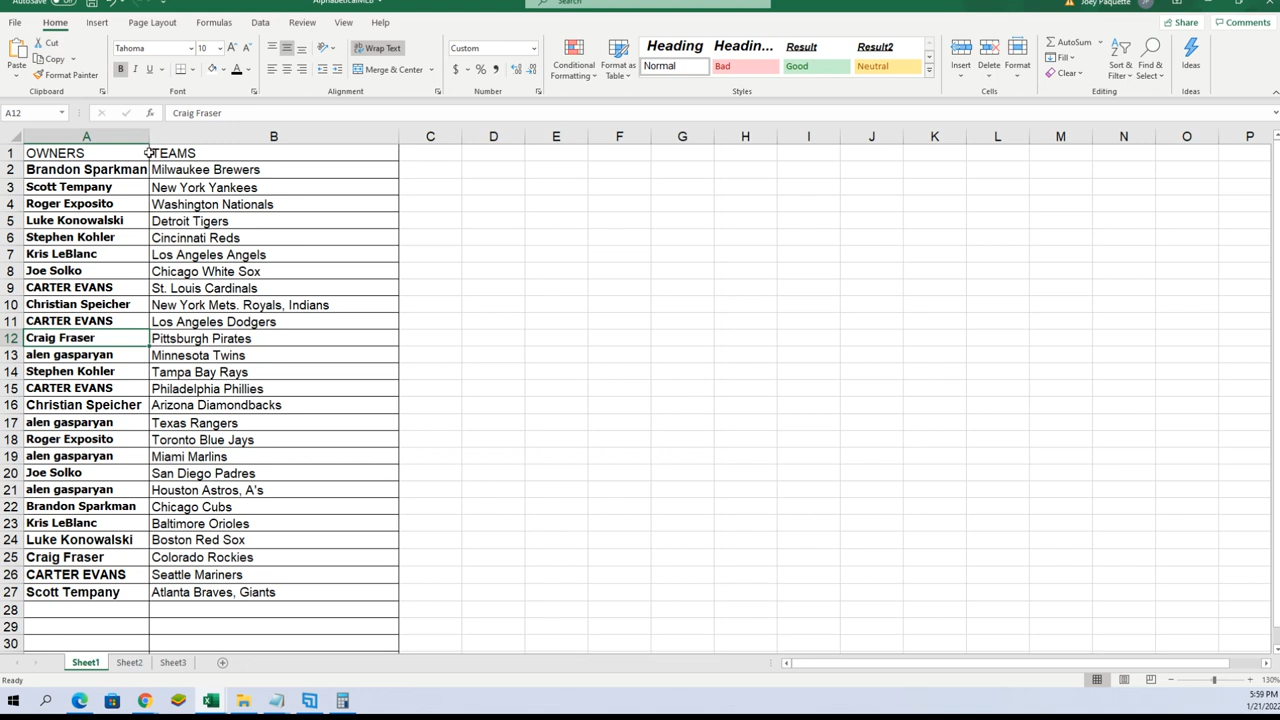 AutoSave Off AlphabeticalMLB Search Joey Paquette JP
File Home Insert Page Layout Formulas Data Review View Help Share Comments
Cut Tahoma 10 Wrap Text Custom Heading Headin... Result Result2 AutoSum
Paste Copy Format Painter B I U A Merge & Center $ % Conditional Formatting Format as Table Normal Bad Good Neutral Insert Delete Format Fill Clear Sort & Filter Find & Select Ideas
Clipboard Font Alignment Number Styles Cells Editing Ideas
A12 fx Craig Fraser
A B C D E F G H I J K L M N O P
1 OWNERS TEAMS
2 Brandon Sparkman Milwaukee Brewers
3 Scott Tempany New York Yankees
4 Roger Exposito Washington Nationals
5 Luke Konowalski Detroit Tigers
6 Stephen Kohler Cincinnati Reds
7 Kris LeBlanc Los Angeles Angels
8 Joe Solko Chicago White Sox
9 CARTER EVANS St. Louis Cardinals
10 Christian Speicher New York Mets. Royals, Indians
11 CARTER EVANS Los Angeles Dodgers
12 Craig Fraser Pittsburgh Pirates
13 alen gasparyan Minnesota Twins
14 Stephen Kohler Tampa Bay Rays
15 CARTER EVANS Philadelphia Phillies
16 Christian Speicher Arizona Diamondbacks
17 alen gasparyan Texas Rangers
18 Roger Exposito Toronto Blue Jays
19 alen gasparyan Miami Marlins
20 Joe Solko San Diego Padres
21 alen gasparyan Houston Astros, A's
22 Brandon Sparkman Chicago Cubs
23 Kris LeBlanc Baltimore Orioles
24 Luke Konowalski Boston Red Sox
25 Craig Fraser Colorado Rockies
26 CARTER EVANS Seattle Mariners
27 Scott Tempany Atlanta Braves, Giants
28
29
30
Sheet1 Sheet2 Sheet3
Ready 130%
5:59 PM
1/21/2022